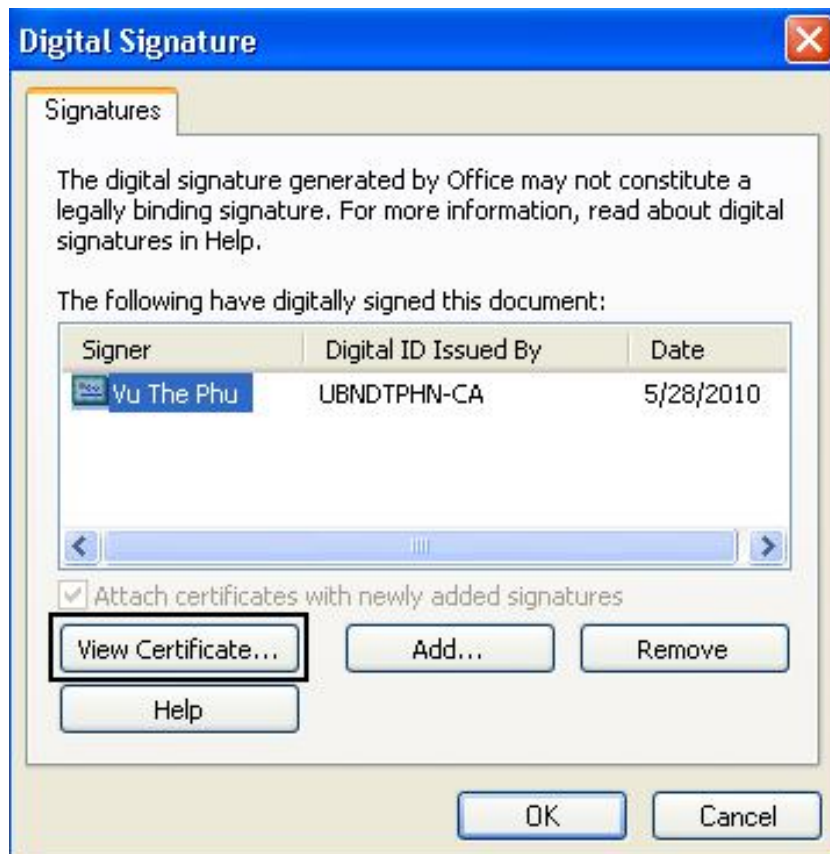 Digital Signature
Signatures
The digital signature generated by Office may not constitute a
legally binding signature. For more information, read about digital
signatures in Help.
The following have digitally signed this document:
Signer Digital ID Issued By Date
Vu The Phu UBNDTPHN-CA 5/28/2010
Attach certificates with newly added signatures
View Certificate... Add... Remove
Help
OK Cancel